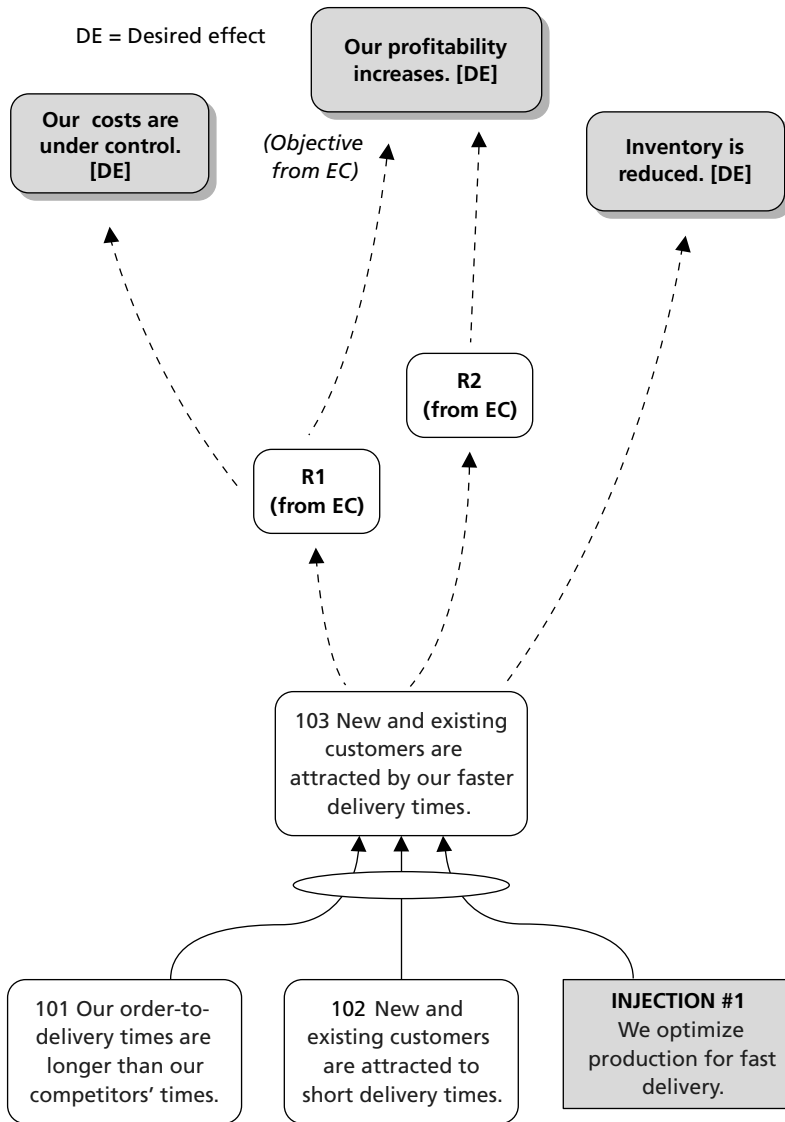 DE = Desired effect
Our profitability
increases. [DE]
Our costs are
under control.
[DE]
(Objective
from EC)
Inventory is
reduced. [DE]
R2
(from EC)
R1
(from EC)
103 New and existing
customers are
attracted by our faster
delivery times.
101 Our order-to-
delivery times are
longer than our
competitors’ times.
102 New and
existing customers
are attracted to
short delivery times.
INJECTION #1
We optimize
production for fast
delivery.